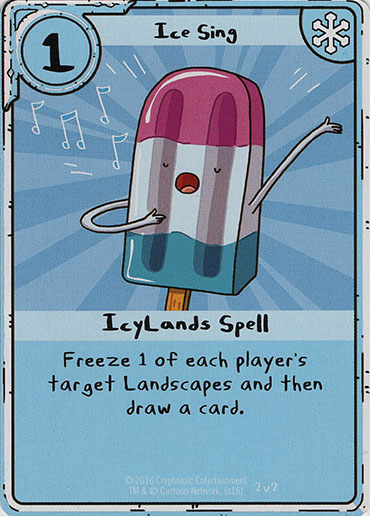 1
Ice Sing
IcyLands Spell
Freeze 1 of each player's
target Landscapes and then
draw a card.
© 2016 Cryptozoic Entertainment
TM & © Cartoon Network. (s16)
2v2